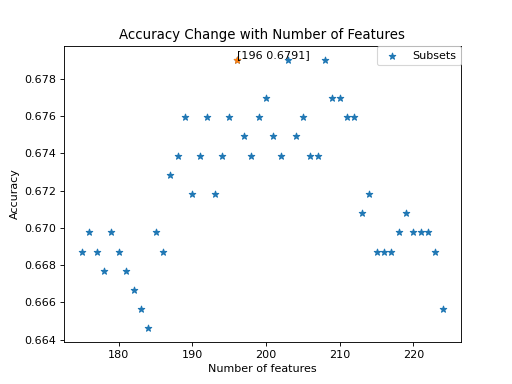 Accuracy Change with Number of Features
[196 0.6791]
Subsets
0.678
0.676
0.674
0.672
0.670
0.668
0.666
0.664
Accuracy
180 190 200 210 220
Number of features